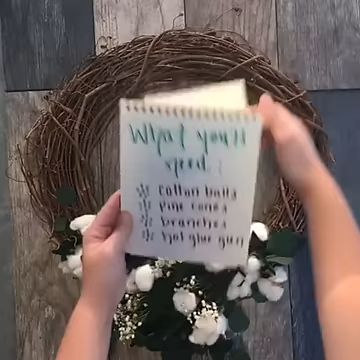 What you'll
need:
cotton balls
pine cones
branches
hot glue gun